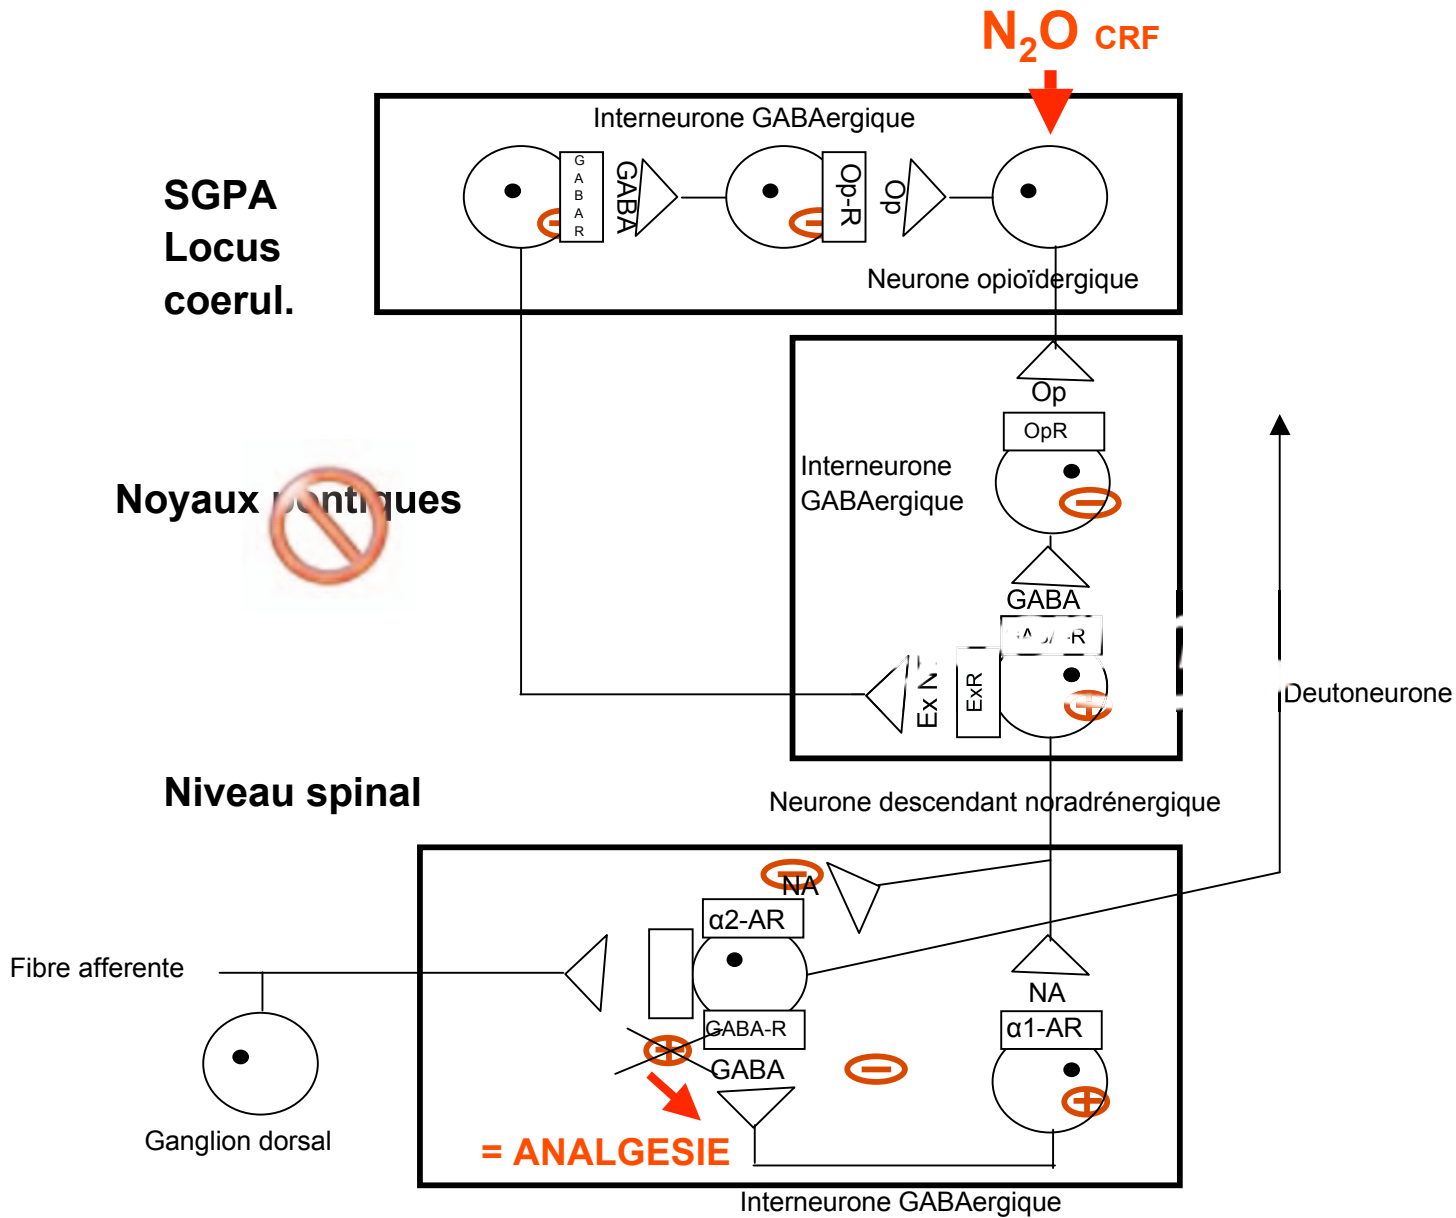 N₂O CRF
Interneurone GABAergique
SGPA
Locus
coerul.
GABAR
GABA
Op-R
Op
Neurone opioïdergique
Op
OpR
Interneurone
GABAergique
Noyaux pontiques
GABA
Ex N
ExR
Deutoneurone
Niveau spinal
Neurone descendant noradrénergique
NA
α2-AR
Fibre afferente
NA
GABA-R
α1-AR
GABA
Ganglion dorsal
= ANALGESIE
Interneurone GABAergique